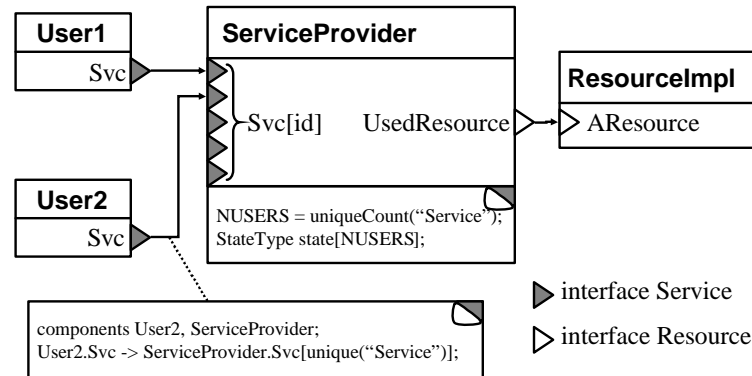 User1
Svc
ServiceProvider
Svc[id]
UsedResource
ResourceImpl
AResource
User2
Svc
NUSERS = uniqueCount(“Service”);
StateType state[NUSERS];
components User2, ServiceProvider;
User2.Svc -> ServiceProvider.Svc[unique(“Service”)];
interface Service
interface Resource